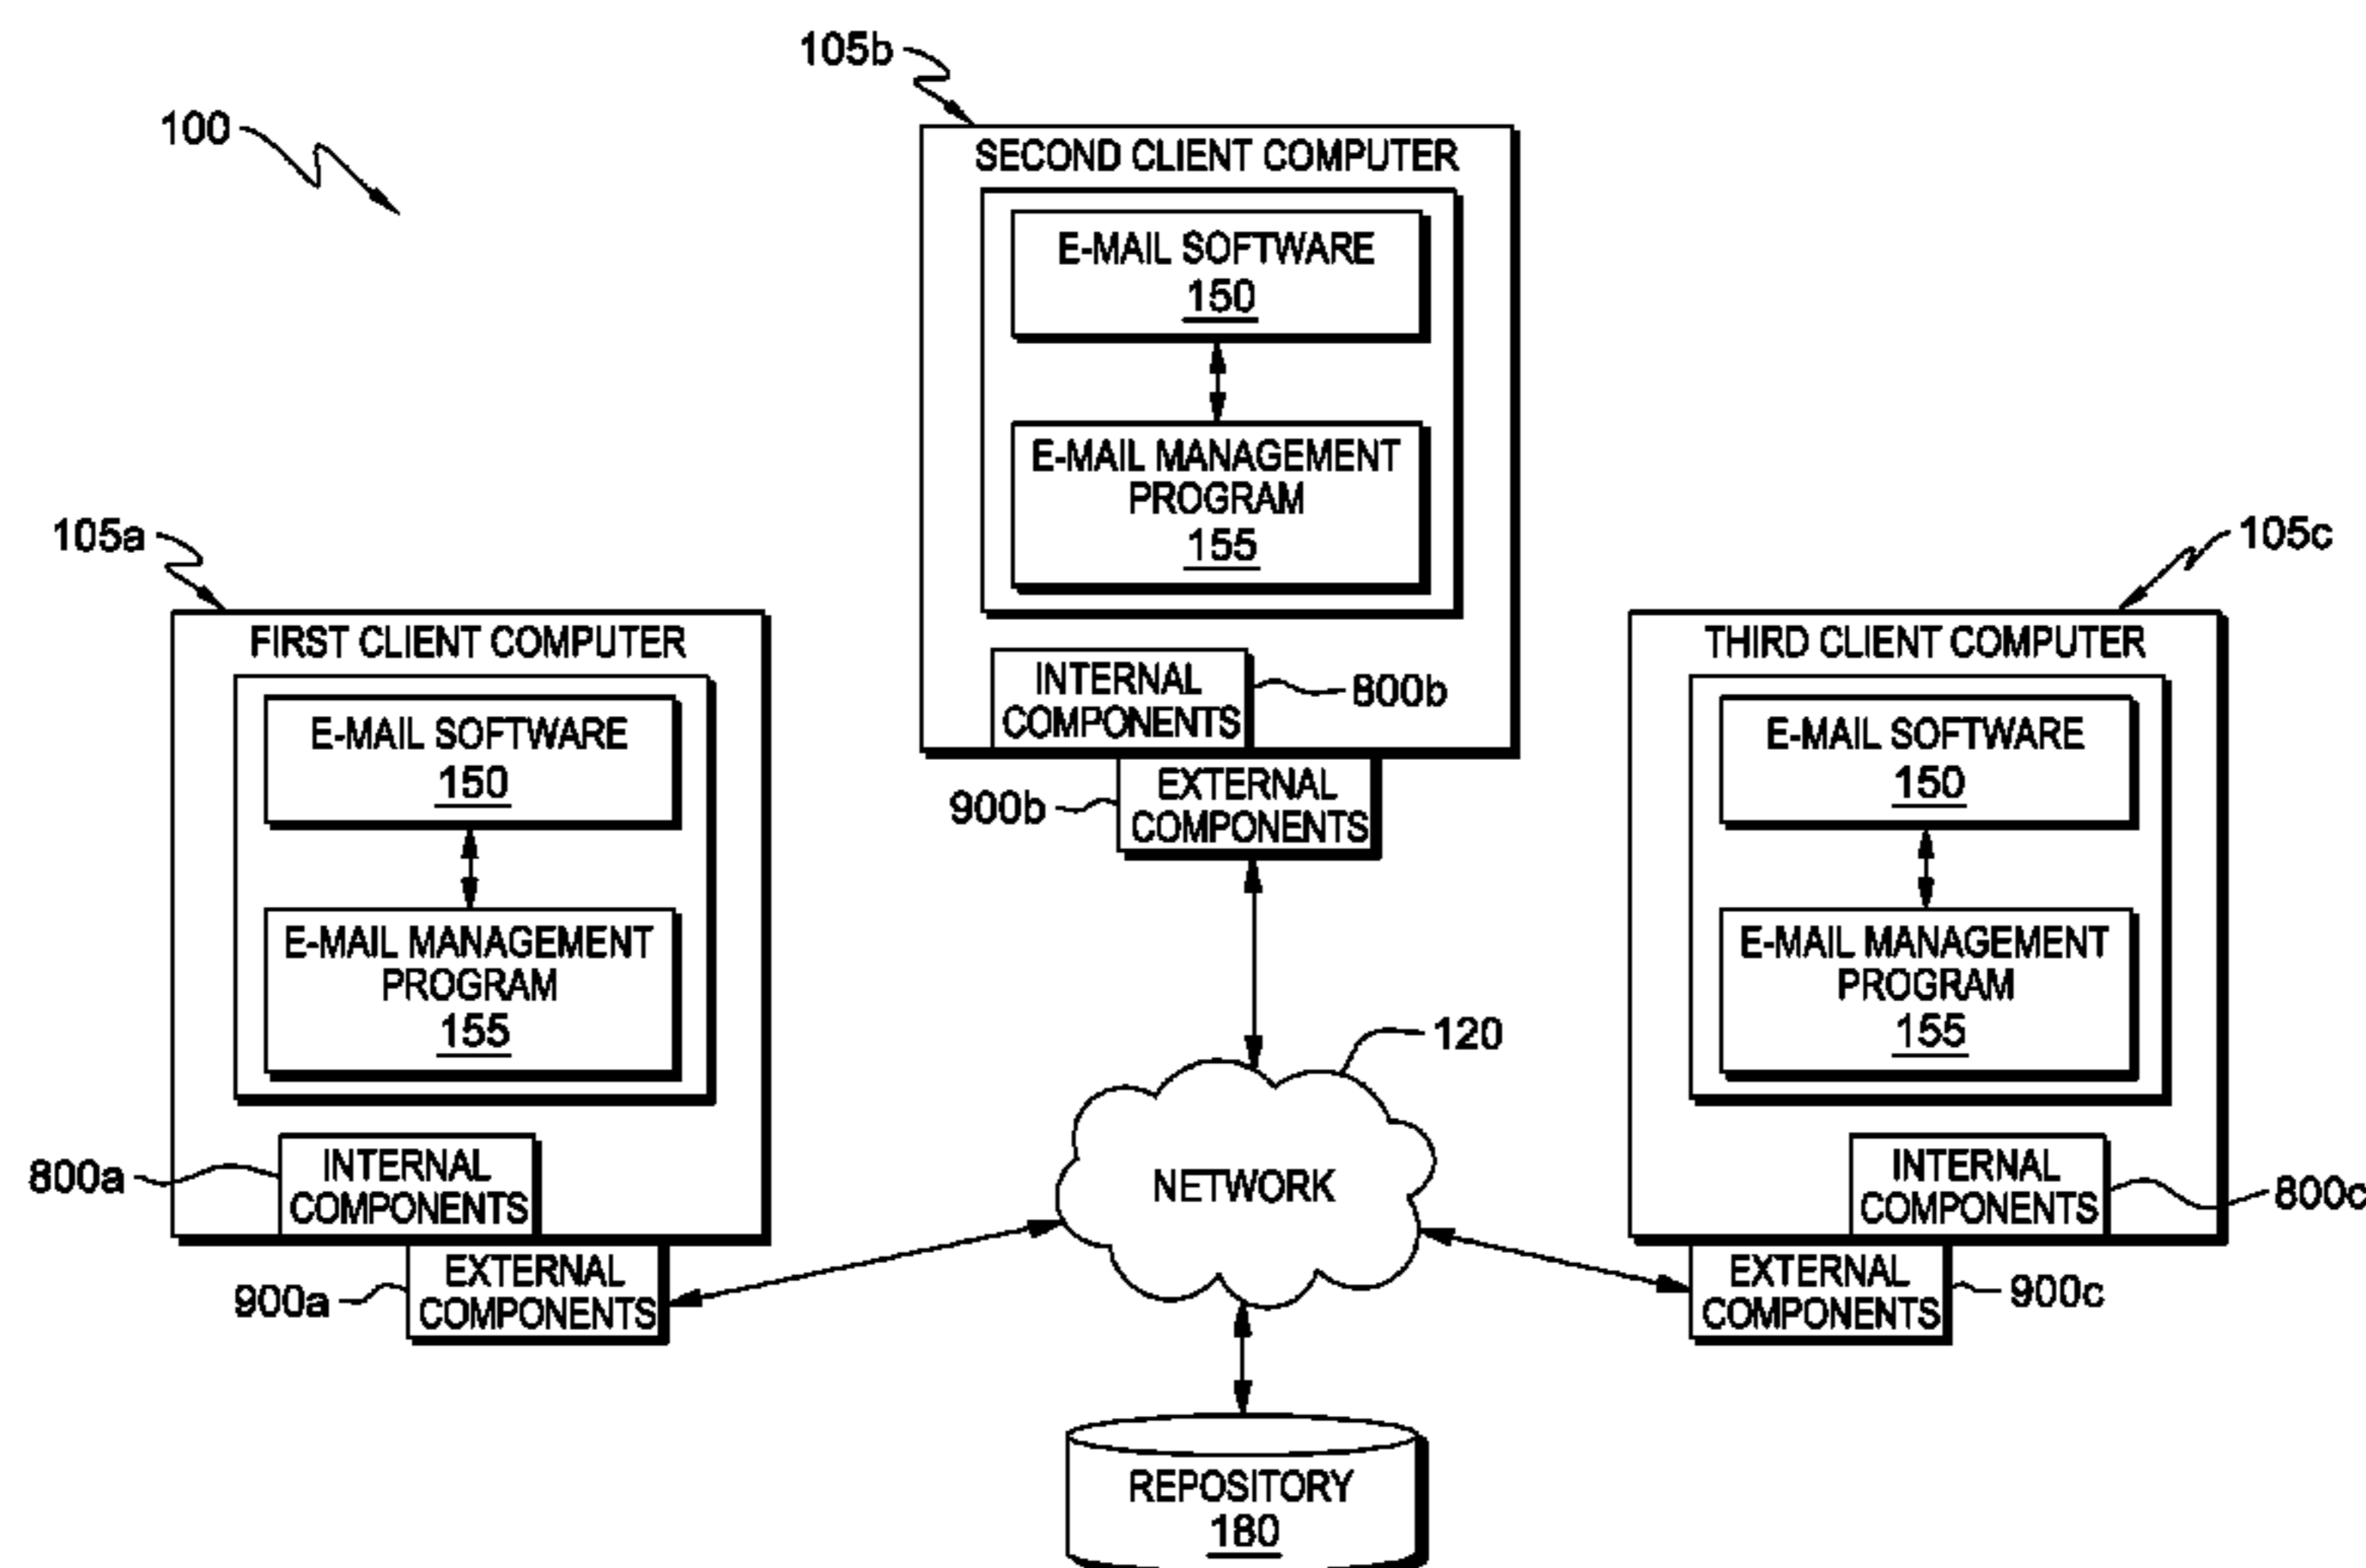 100
105b
SECOND CLIENT COMPUTER
E-MAIL SOFTWARE
150
E-MAIL MANAGEMENT
PROGRAM
155
INTERNAL
COMPONENTS
800b
900b
EXTERNAL
COMPONENTS
105a
FIRST CLIENT COMPUTER
E-MAIL SOFTWARE
150
E-MAIL MANAGEMENT
PROGRAM
155
800a
INTERNAL
COMPONENTS
900a
EXTERNAL
COMPONENTS
105c
THIRD CLIENT COMPUTER
E-MAIL SOFTWARE
150
E-MAIL MANAGEMENT
PROGRAM
155
INTERNAL
COMPONENTS
800c
EXTERNAL
COMPONENTS
900c
120
NETWORK
REPOSITORY
180